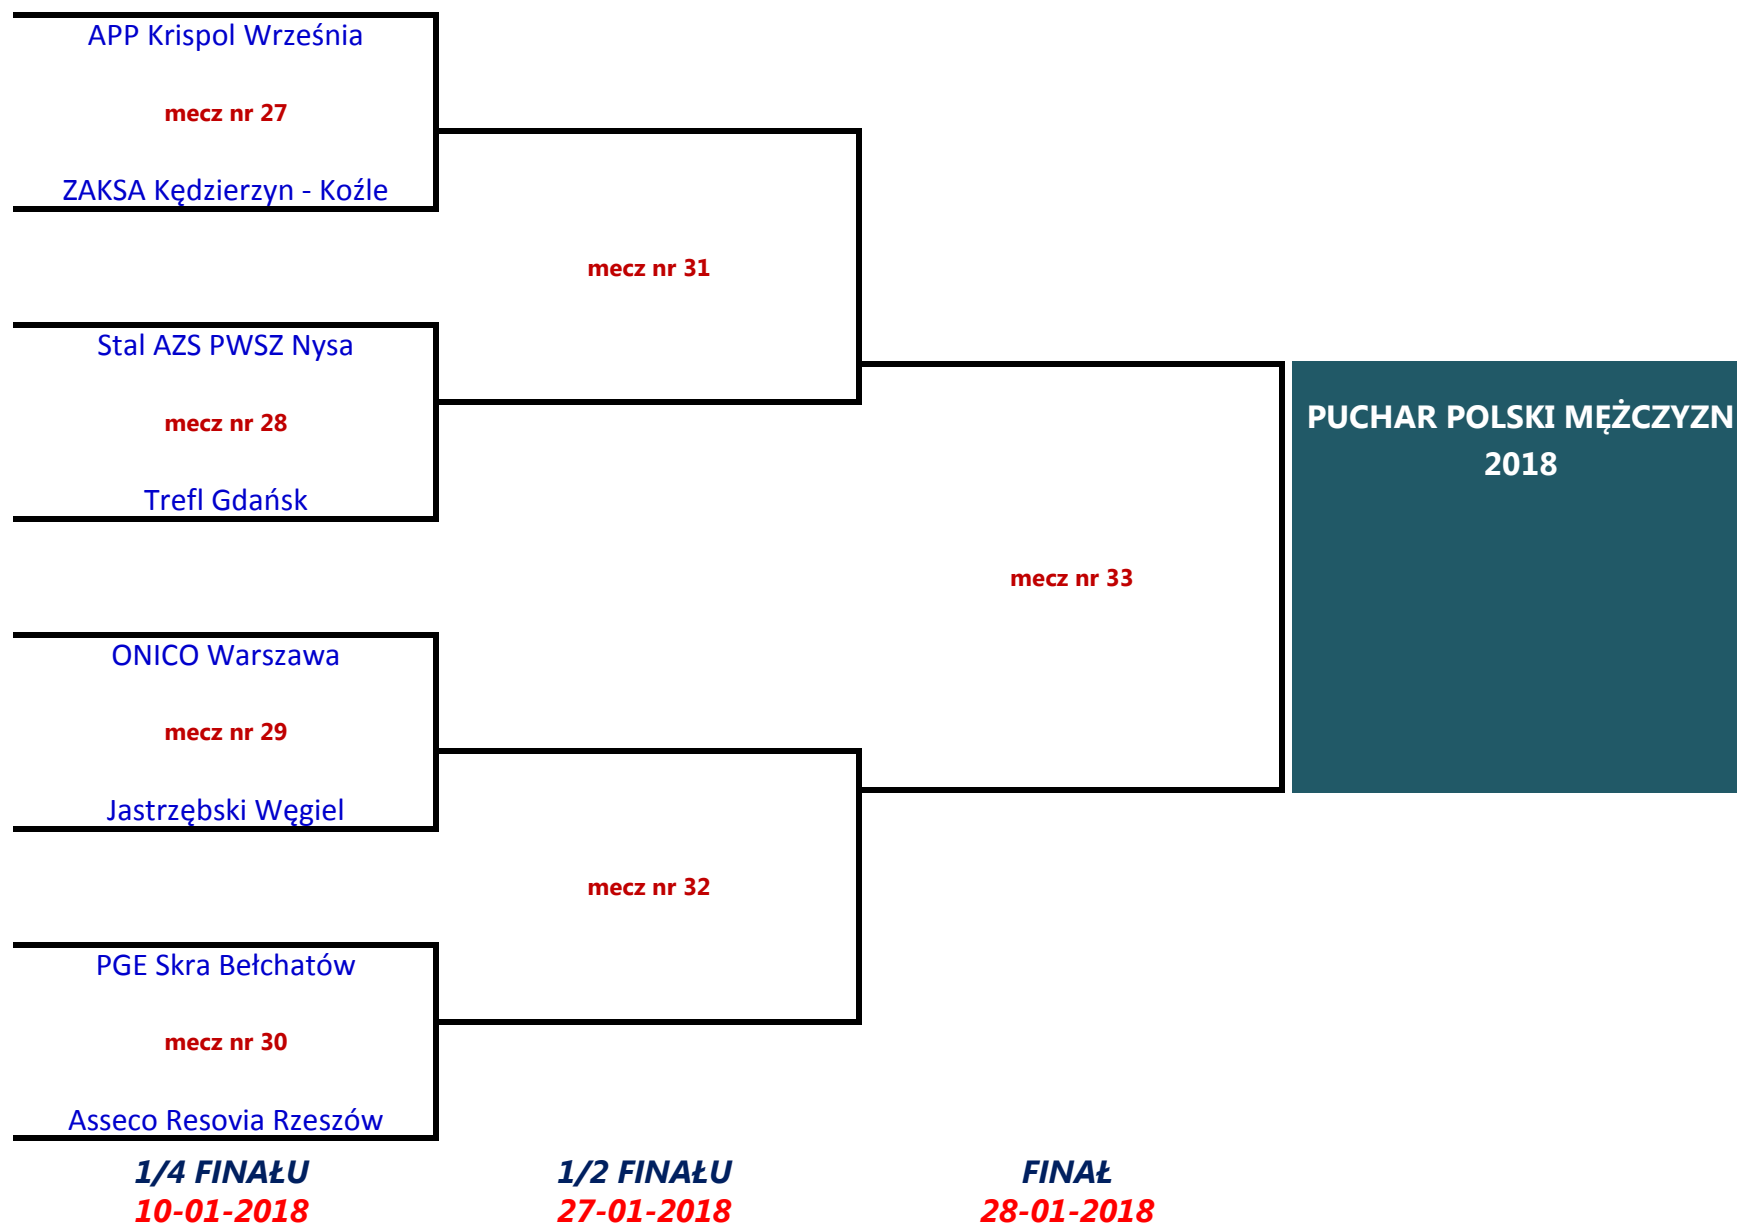 APP Krispol Września
mecz nr 27
ZAKSA Kędzierzyn - Koźle
mecz nr 31
Stal AZS PWSZ Nysa
mecz nr 28
Trefl Gdańsk
PUCHAR POLSKI MĘŻCZYZN
2018
mecz nr 33
ONICO Warszawa
mecz nr 29
Jastrzębski Węgiel
mecz nr 32
PGE Skra Bełchatów
mecz nr 30
Asseco Resovia Rzeszów
1/4 FINAŁU
10-01-2018
1/2 FINAŁU
27-01-2018
FINAŁ
28-01-2018